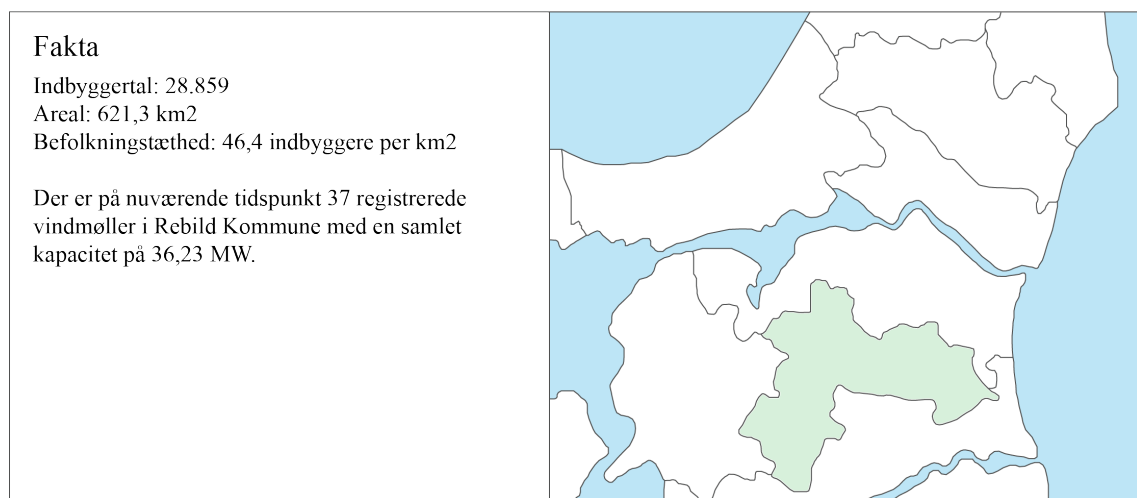 Fakta
Indbyggertal: 28.859
Areal: 621,3 km2
Befolkningstæthed: 46,4 indbyggere per km2
Der er på nuværende tidspunkt 37 registrerede
vindmøller i Rebild Kommune med en samlet
kapacitet på 36,23 MW.